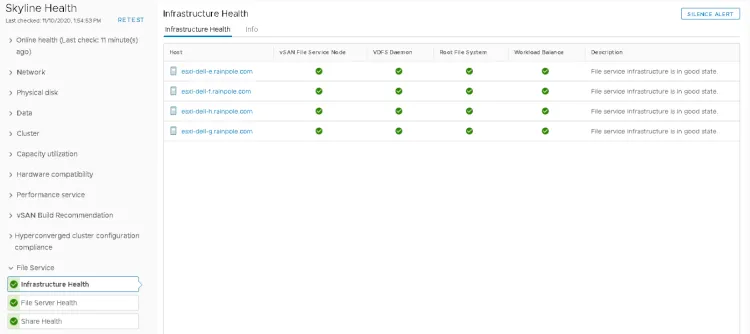 Skyline Health
Last checked: 11/10/2020, 1:54:53 PM
RETEST
Online health (Last check: 11 minute(s) ago)
Network
Physical disk
Data
Cluster
Capacity utilization
Hardware compatibility
Performance service
vSAN Build Recommendation
Hyperconverged cluster configuration compliance
File Service
Infrastructure Health
File Server Health
Share Health
Infrastructure Health
SILENCE ALERT
Infrastructure Health Info
Host vSAN File Service Node VDFS Daemon Root File System Workload Balance Description
esxi-dell-e.rainpole.com File service infrastructure is in good state.
esxi-dell-f.rainpole.com File service infrastructure is in good state.
esxi-dell-h.rainpole.com File service infrastructure is in good state.
esxi-dell-g.rainpole.com File service infrastructure is in good state.